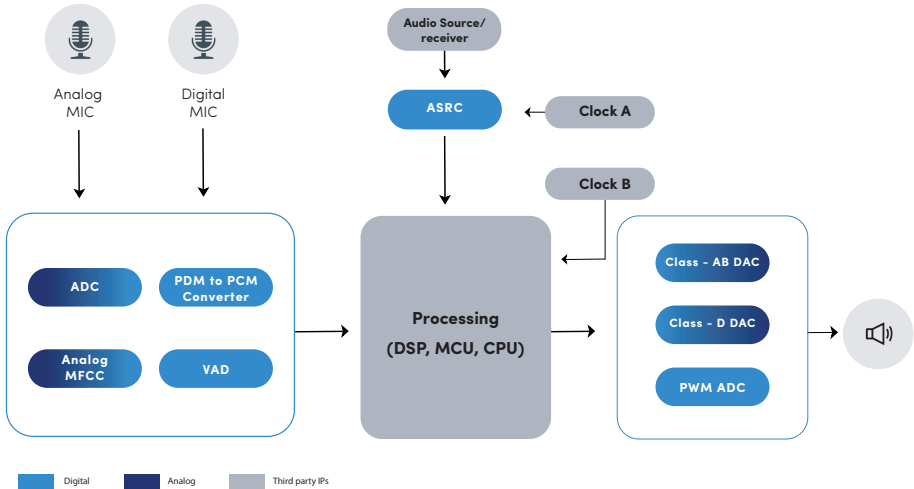 Audio Source/
receiver
Analog
MIC
Digital
MIC
ASRC
Clock A
Clock B
ADC
PDM to PCM
Converter
Analog
MFCC
VAD
Processing
(DSP, MCU, CPU)
Class - AB DAC
Class - D DAC
PWM ADC
Digital
Analog
Third party IPs